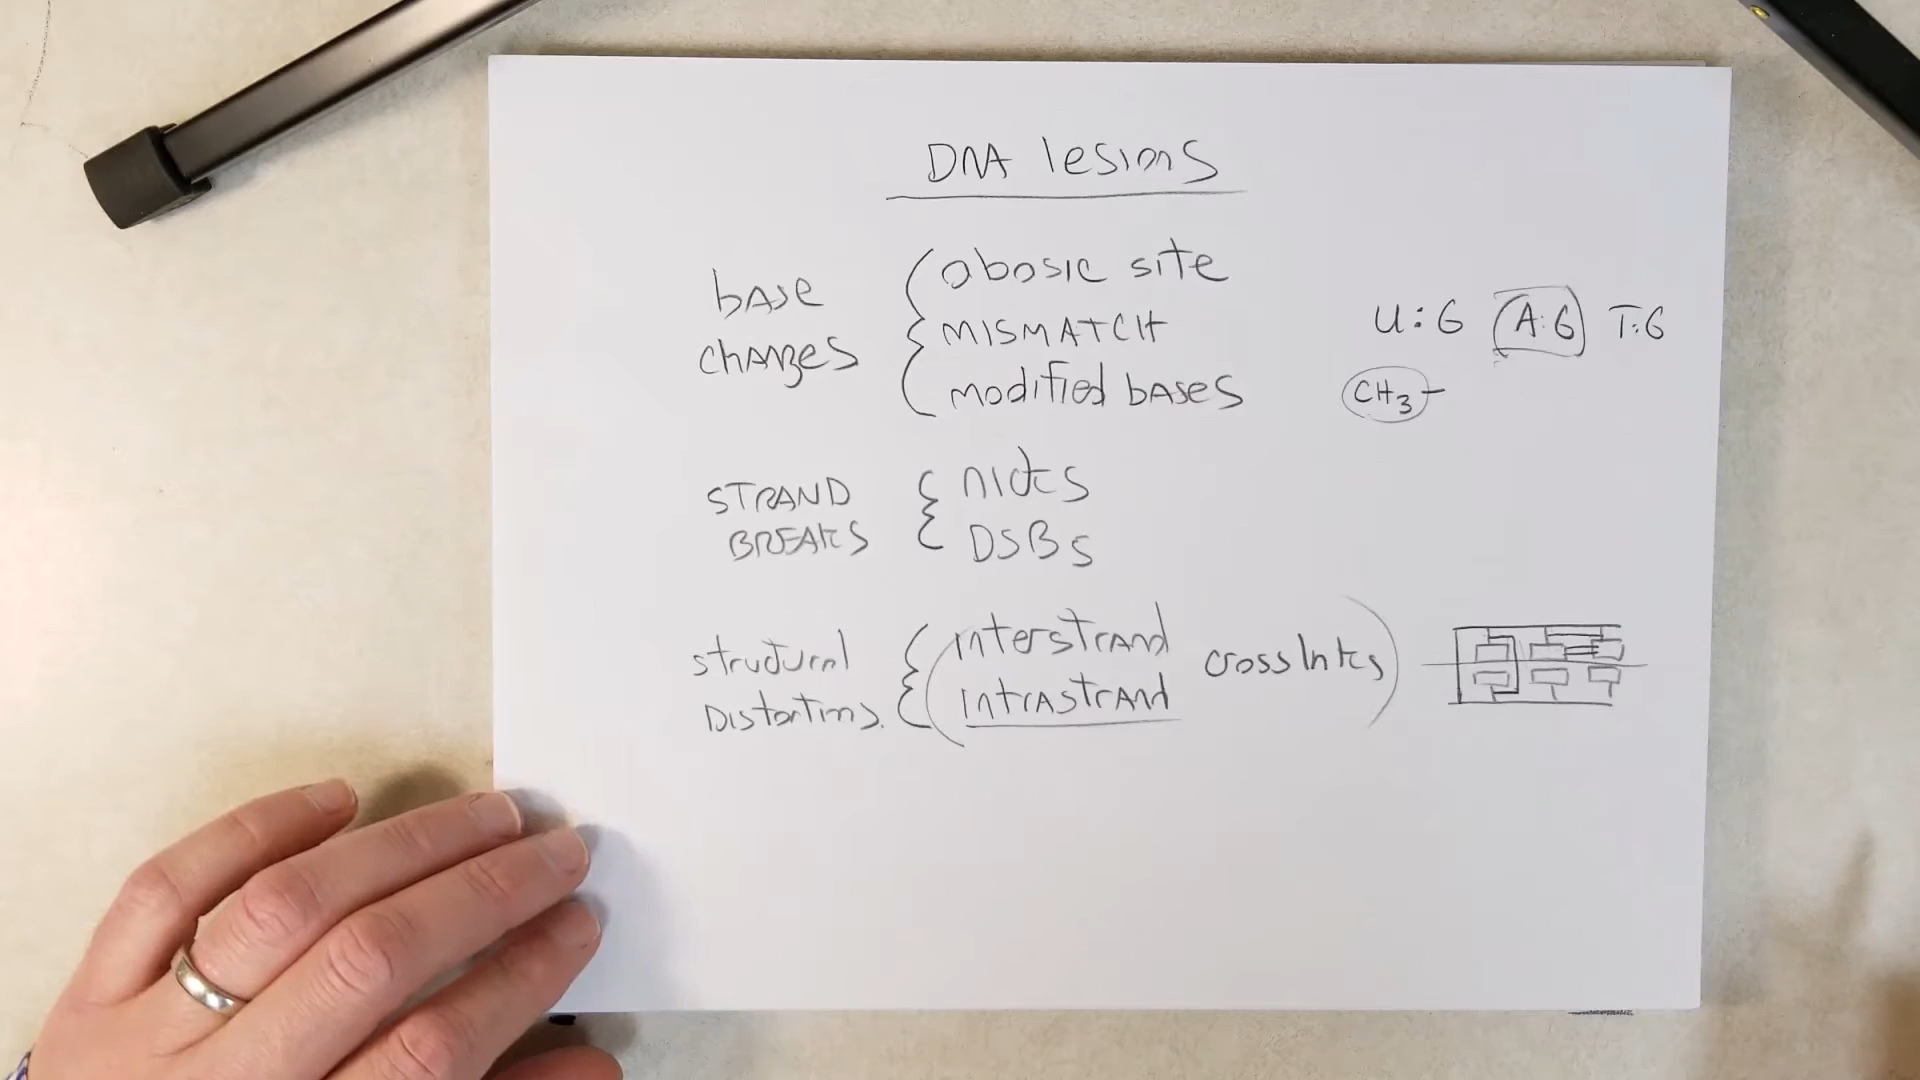 DNA lesions
base changes
abasic site
MISMATCH
modified bases
U:G A:G T:G
CH3-
STRAND BREAKS
nicks
DSBs
structural Distortions.
interstrand
intrastrand
crosslinks